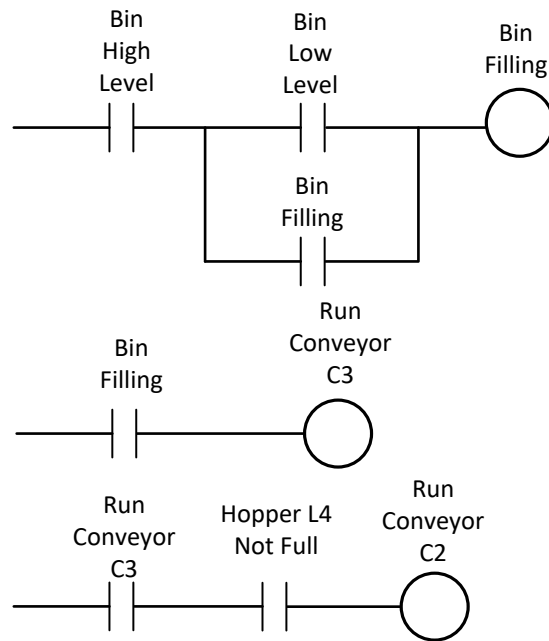 Bin
High
Level
Bin
Low
Level
Bin
Filling
Bin
Filling
Bin
Filling
Run
Conveyor
C3
Run
Conveyor
C3
Hopper L4
Not Full
Run
Conveyor
C2